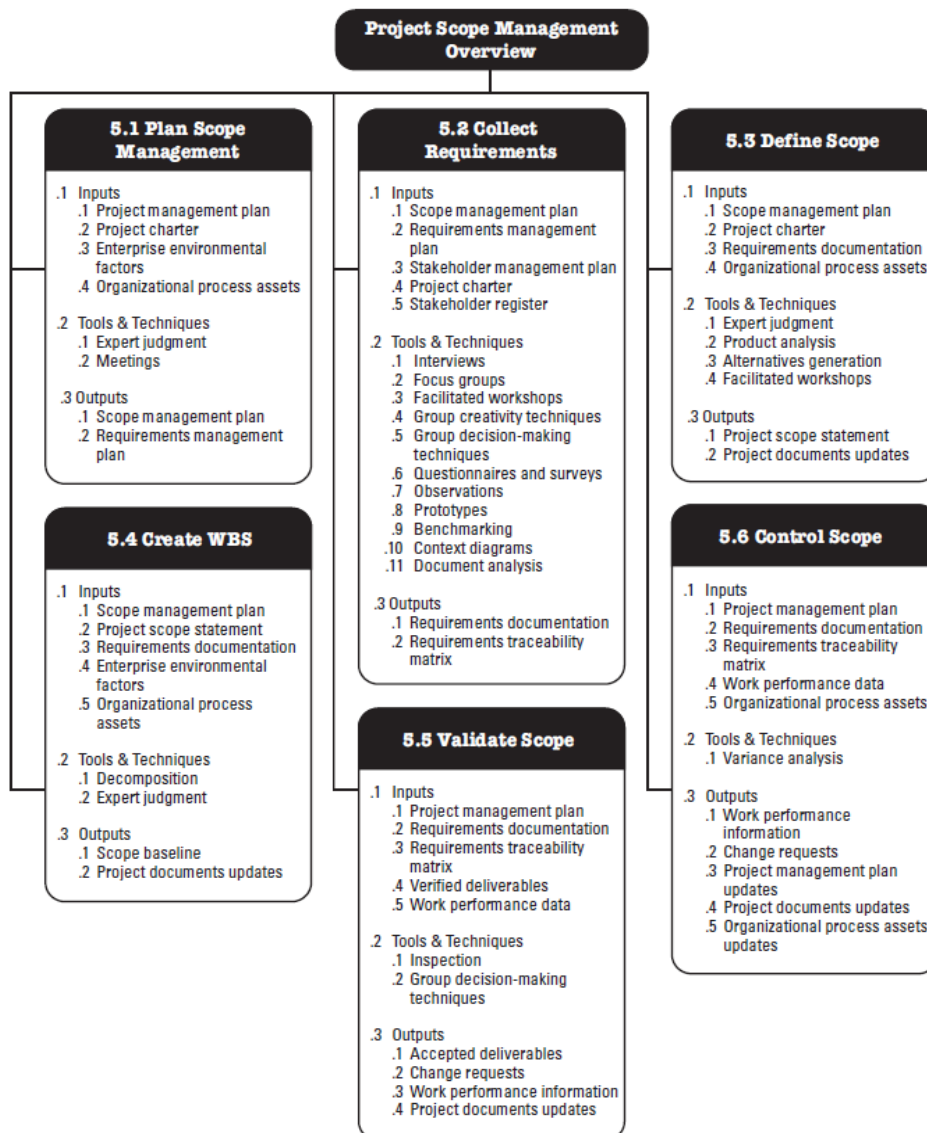 Project Scope Management
Overview
5.1 Plan Scope
Management
.1 Inputs
.1 Project management plan
.2 Project charter
.3 Enterprise environmental
factors
.4 Organizational process assets
.2 Tools & Techniques
.1 Expert judgment
.2 Meetings
.3 Outputs
.1 Scope management plan
.2 Requirements management
plan
5.2 Collect
Requirements
.1 Inputs
.1 Scope management plan
.2 Requirements management
plan
.3 Stakeholder management plan
.4 Project charter
.5 Stakeholder register
.2 Tools & Techniques
.1 Interviews
.2 Focus groups
.3 Facilitated workshops
.4 Group creativity techniques
.5 Group decision-making
techniques
.6 Questionnaires and surveys
.7 Observations
.8 Prototypes
.9 Benchmarking
.10 Context diagrams
.11 Document analysis
.3 Outputs
.1 Requirements documentation
.2 Requirements traceability
matrix
5.3 Define Scope
.1 Inputs
.1 Scope management plan
.2 Project charter
.3 Requirements documentation
.4 Organizational process assets
.2 Tools & Techniques
.1 Expert judgment
.2 Product analysis
.3 Alternatives generation
.4 Facilitated workshops
.3 Outputs
.1 Project scope statement
.2 Project documents updates
5.4 Create WBS
.1 Inputs
.1 Scope management plan
.2 Project scope statement
.3 Requirements documentation
.4 Enterprise environmental
factors
.5 Organizational process
assets
.2 Tools & Techniques
.1 Decomposition
.2 Expert judgment
.3 Outputs
.1 Scope baseline
.2 Project documents updates
5.5 Validate Scope
.1 Inputs
.1 Project management plan
.2 Requirements documentation
.3 Requirements traceability
matrix
.4 Verified deliverables
.5 Work performance data
.2 Tools & Techniques
.1 Inspection
.2 Group decision-making
techniques
.3 Outputs
.1 Accepted deliverables
.2 Change requests
.3 Work performance information
.4 Project documents updates
5.6 Control Scope
.1 Inputs
.1 Project management plan
.2 Requirements documentation
.3 Requirements traceability
matrix
.4 Work performance data
.5 Organizational process assets
.2 Tools & Techniques
.1 Variance analysis
.3 Outputs
.1 Work performance
information
.2 Change requests
.3 Project management plan
updates
.4 Project documents updates
.5 Organizational process assets
updates